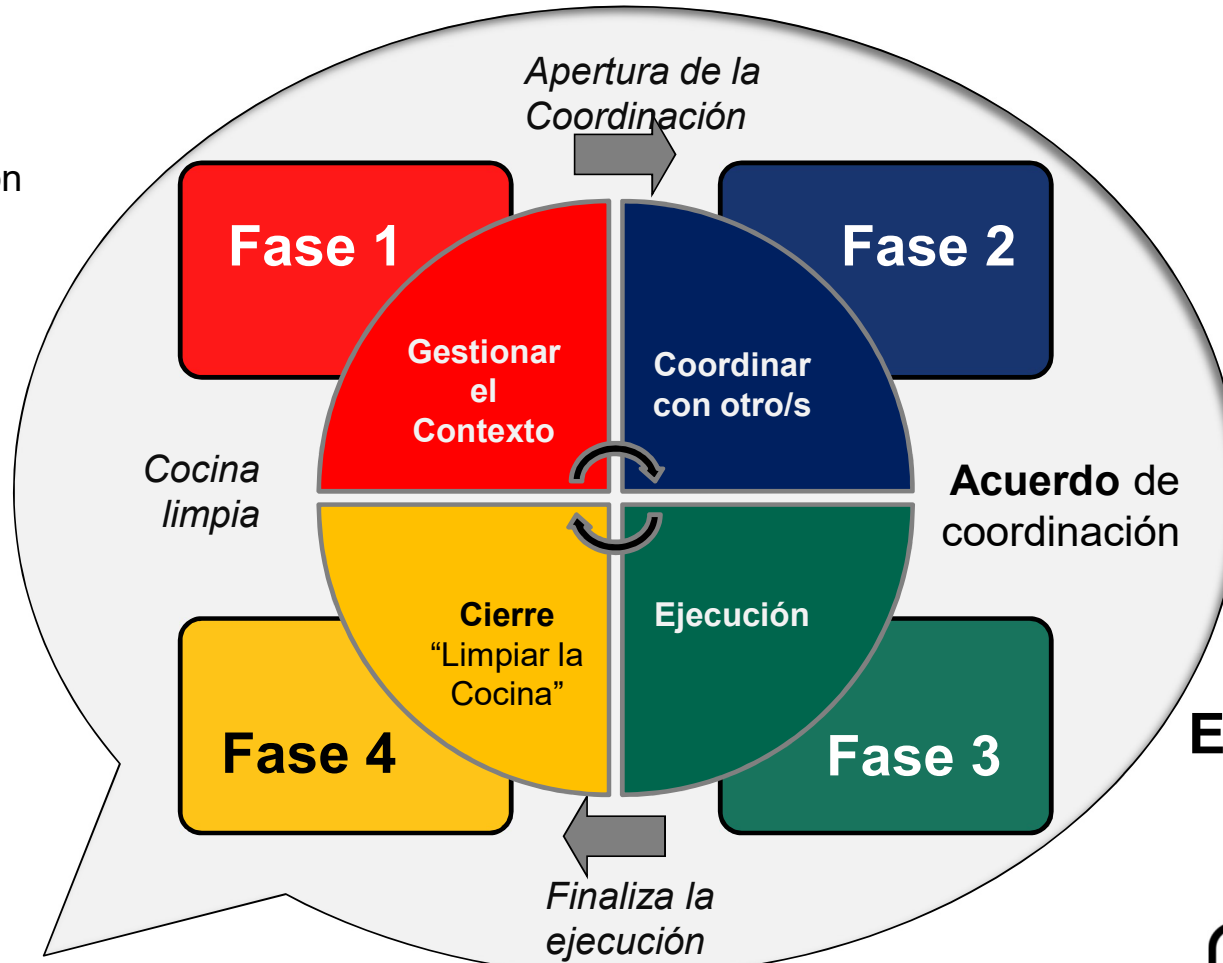 Apertura de la
Coordinación
Fase 1
Fase 2
Gestionar
el
Contexto
Coordinar
con otro/s
Cocina
limpia
Acuerdo de
coordinación
Cierre
“Limpiar la
Cocina”
Ejecución
Fase 4
Fase 3
Finaliza la
ejecución